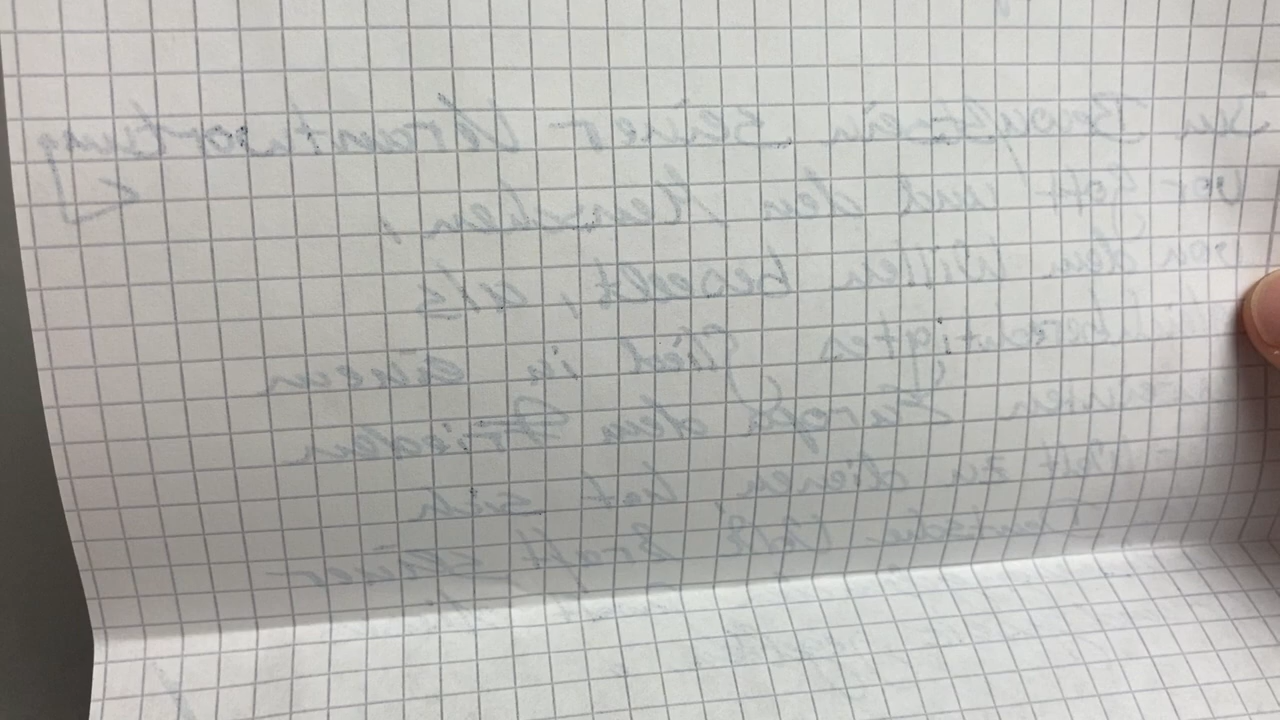 Im Bewußtsein seiner Verantwortung
vor Gott und den Menschen,
von dem Willen beseelt, als
gleichberechtigtes Glied in einem
vereinten Europa dem Frieden
Welt zu dienen, hat sich
Deutsche Volk kraft seiner